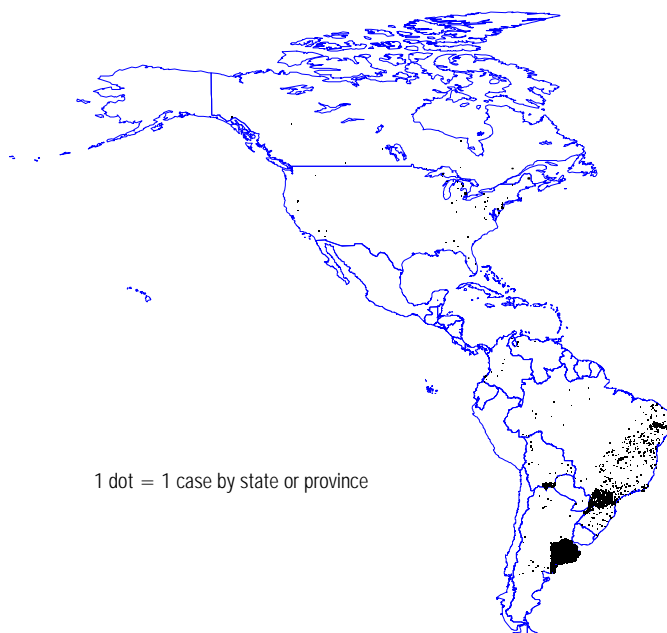 1 dot = 1 case by state or province